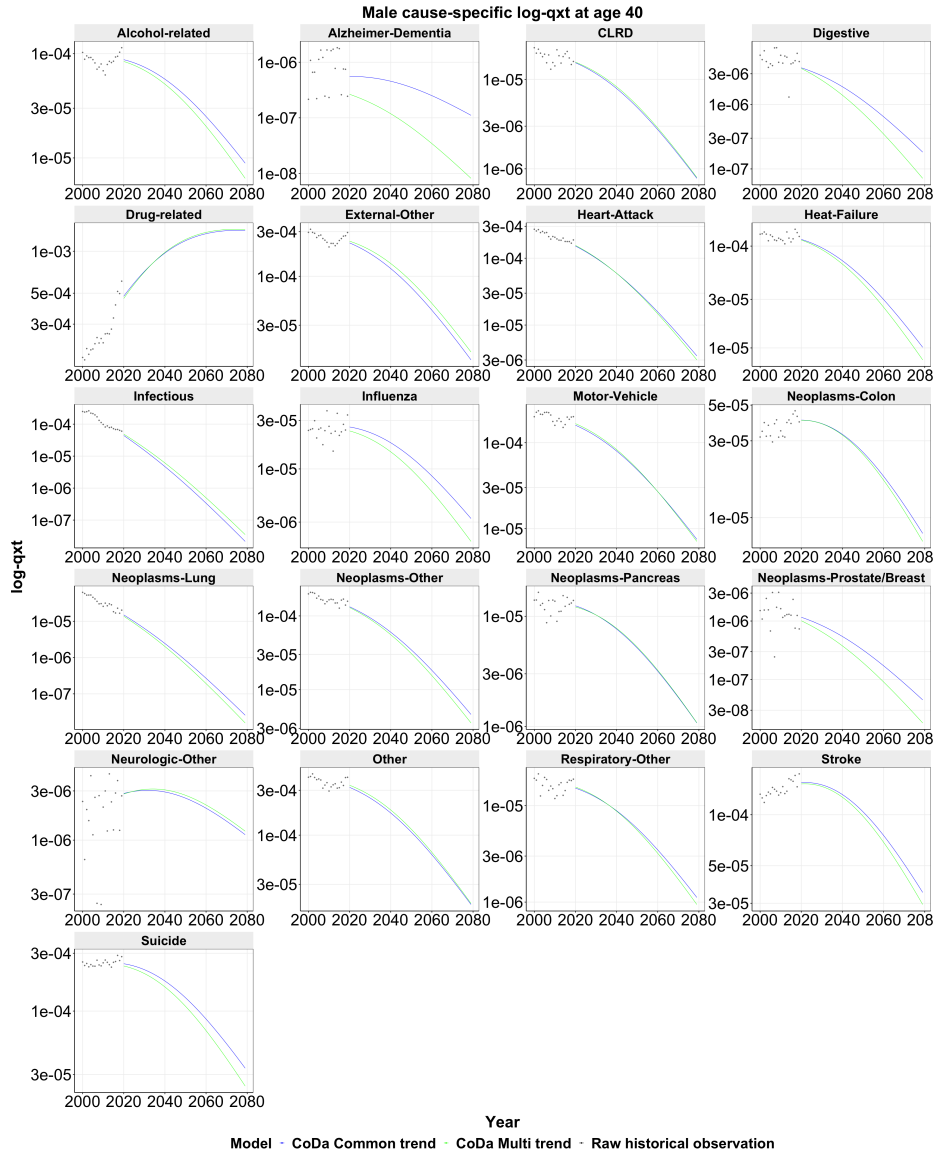 Male cause-specific log-qxt at age 40
Alcohol-related
Alzheimer-Dementia
CLRD
Digestive
1e-04
3e-05
1e-05
1e-06
1e-07
1e-08
1e-05
3e-06
1e-06
3e-06
1e-06
3e-07
1e-07
2000 2020 2040 2060 2080
2000 2020 2040 2060 2080
2000 2020 2040 2060 2080
2000 2020 2040 2060 208
Drug-related
External-Other
Heart-Attack
Heat-Failure
1e-03
5e-04
3e-04
3e-04
1e-04
3e-05
3e-04
1e-04
3e-05
1e-05
3e-06
1e-04
3e-05
1e-05
2000 2020 2040 2060 2080
2000 2020 2040 2060 2080
2000 2020 2040 2060 2080
2000 2020 2040 2060 208
Infectious
Influenza
Motor-Vehicle
Neoplasms-Colon
1e-04
1e-05
1e-06
1e-07
3e-05
1e-05
3e-06
1e-04
3e-05
1e-05
5e-05
3e-05
1e-05
2000 2020 2040 2060 2080
2000 2020 2040 2060 2080
2000 2020 2040 2060 2080
2000 2020 2040 2060 208
Neoplasms-Lung
Neoplasms-Other
Neoplasms-Pancreas
Neoplasms-Prostate/Breast
1e-05
1e-06
1e-07
1e-04
3e-05
1e-05
3e-06
1e-05
3e-06
1e-06
3e-06
1e-06
3e-07
1e-07
3e-08
2000 2020 2040 2060 2080
2000 2020 2040 2060 2080
2000 2020 2040 2060 2080
2000 2020 2040 2060 208
Neurologic-Other
Other
Respiratory-Other
Stroke
3e-06
1e-06
3e-07
3e-04
1e-04
3e-05
1e-05
3e-06
1e-06
1e-04
5e-05
3e-05
2000 2020 2040 2060 2080
2000 2020 2040 2060 2080
2000 2020 2040 2060 2080
2000 2020 2040 2060 208
Suicide
3e-04
1e-04
3e-05
2000 2020 2040 2060 2080
log-qxt
Year
Model CoDa Common trend CoDa Multi trend Raw historical observation